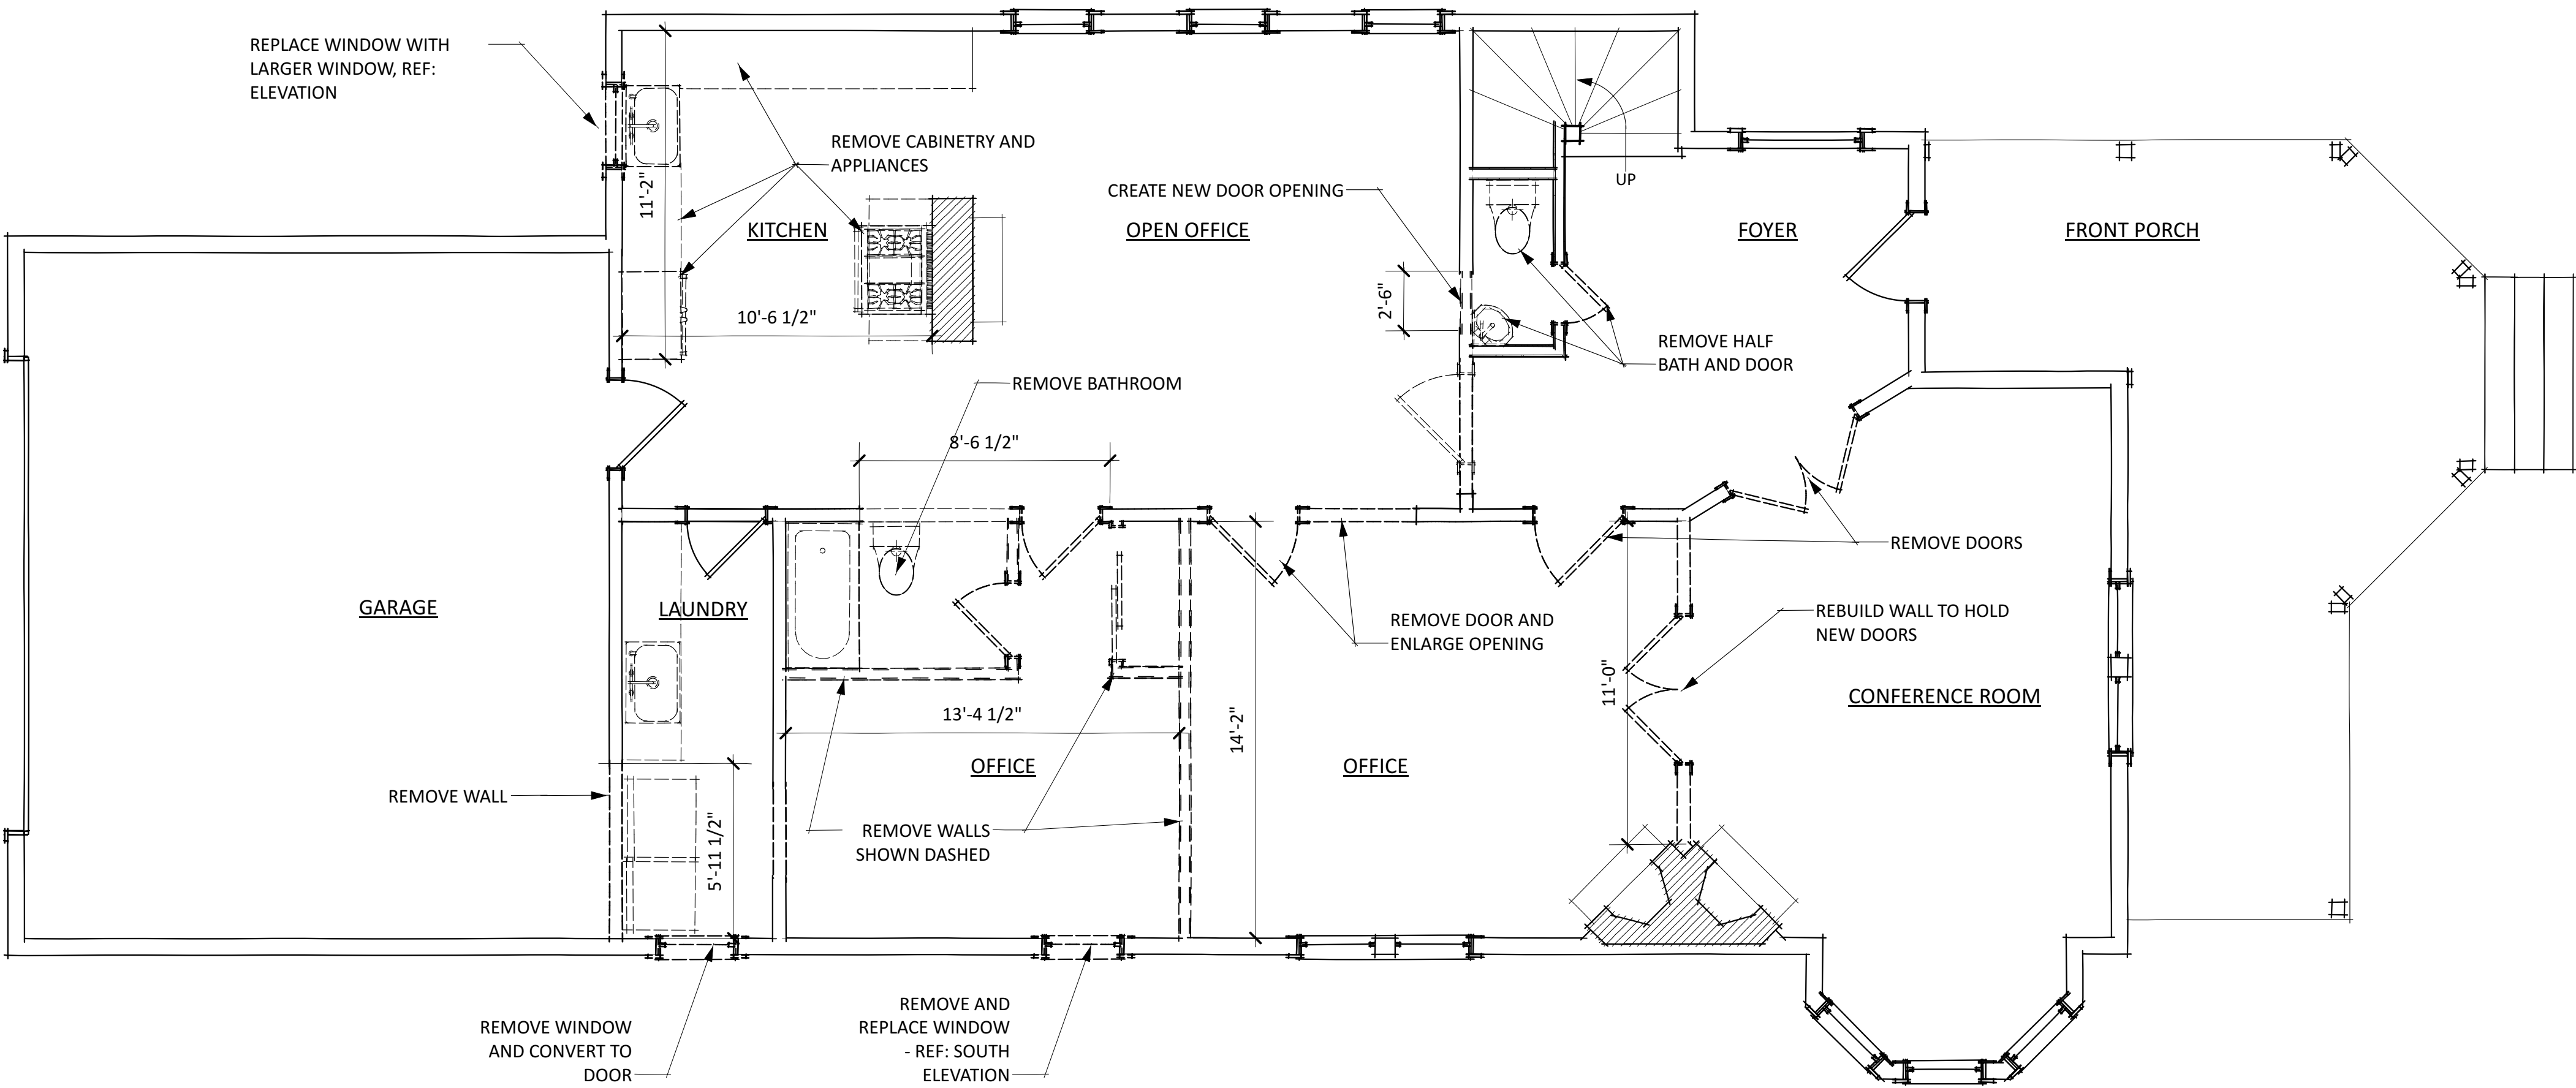 REPLACE WINDOW WITH
LARGER WINDOW, REF:
ELEVATION
REMOVE CABINETRY AND
APPLIANCES
11'-2"
KITCHEN
CREATE NEW DOOR OPENING
OPEN OFFICE
UP
FOYER
FRONT PORCH
10'-6 1/2"
2'-6"
REMOVE HALF
BATH AND DOOR
REMOVE BATHROOM
8'-6 1/2"
REMOVE DOORS
GARAGE
LAUNDRY
REMOVE DOOR AND
ENLARGE OPENING
REBUILD WALL TO HOLD
NEW DOORS
11'-0"
CONFERENCE ROOM
13'-4 1/2"
14'-2"
OFFICE
OFFICE
REMOVE WALL
5'-11 1/2"
REMOVE WALLS
SHOWN DASHED
REMOVE WINDOW
AND CONVERT TO
DOOR
REMOVE AND
REPLACE WINDOW
- REF: SOUTH
ELEVATION